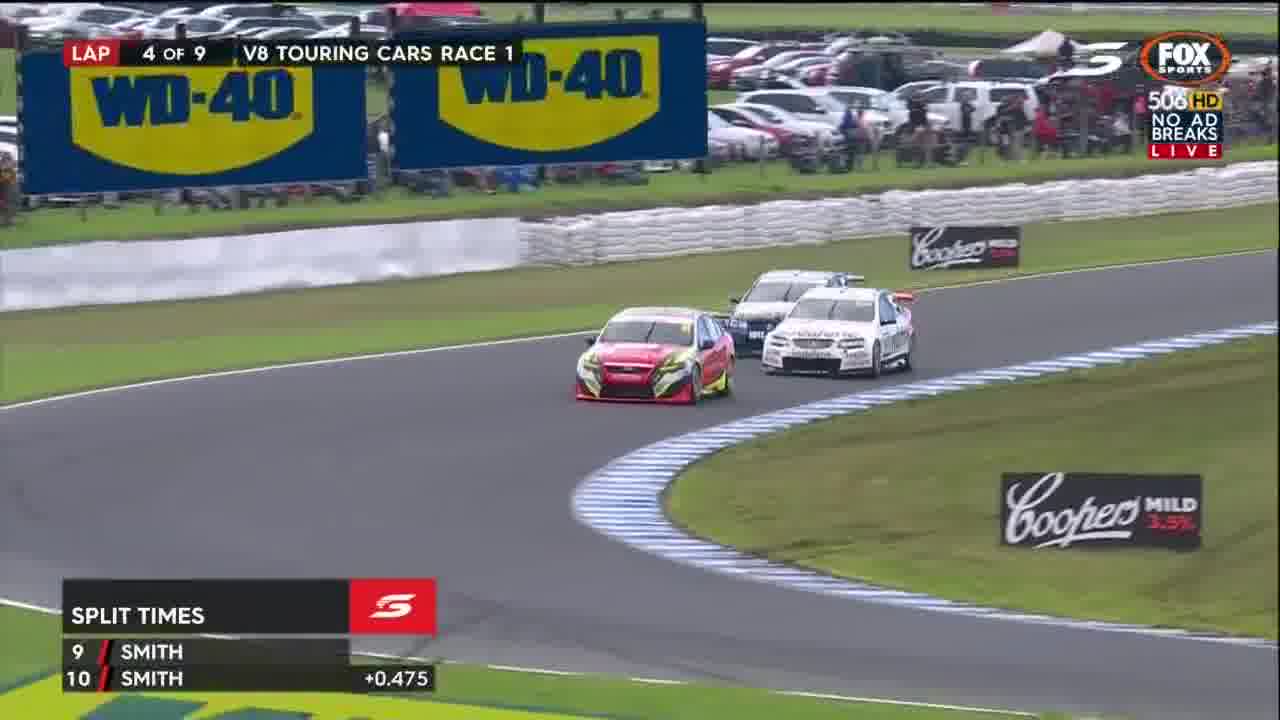 LAP 4 OF 9 V8 TOURING CARS RACE 1
FOX
SPORTS
506 HD
NO AD
BREAKS
LIVE
WD-40
WD-40
Coopers
Coopers MILD
3.5%
SPLIT TIMES
9 SMITH
10 SMITH +0.475